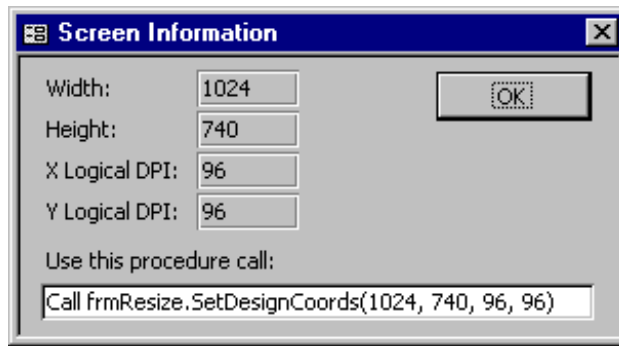 Screen Information
Width: 1024
OK
Height: 740
X Logical DPI: 96
Y Logical DPI: 96
Use this procedure call:
Call frmResize.SetDesignCoords(1024, 740, 96, 96)